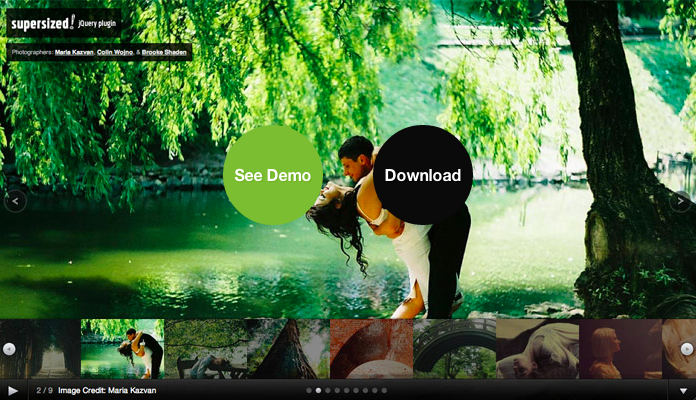 supersized! jQuery plugin
Photographers: Maria Kazvan, Colin Wojno, & Brooke Shaden
See Demo
Download
2 / 9 Image Credit: Maria Kazvan